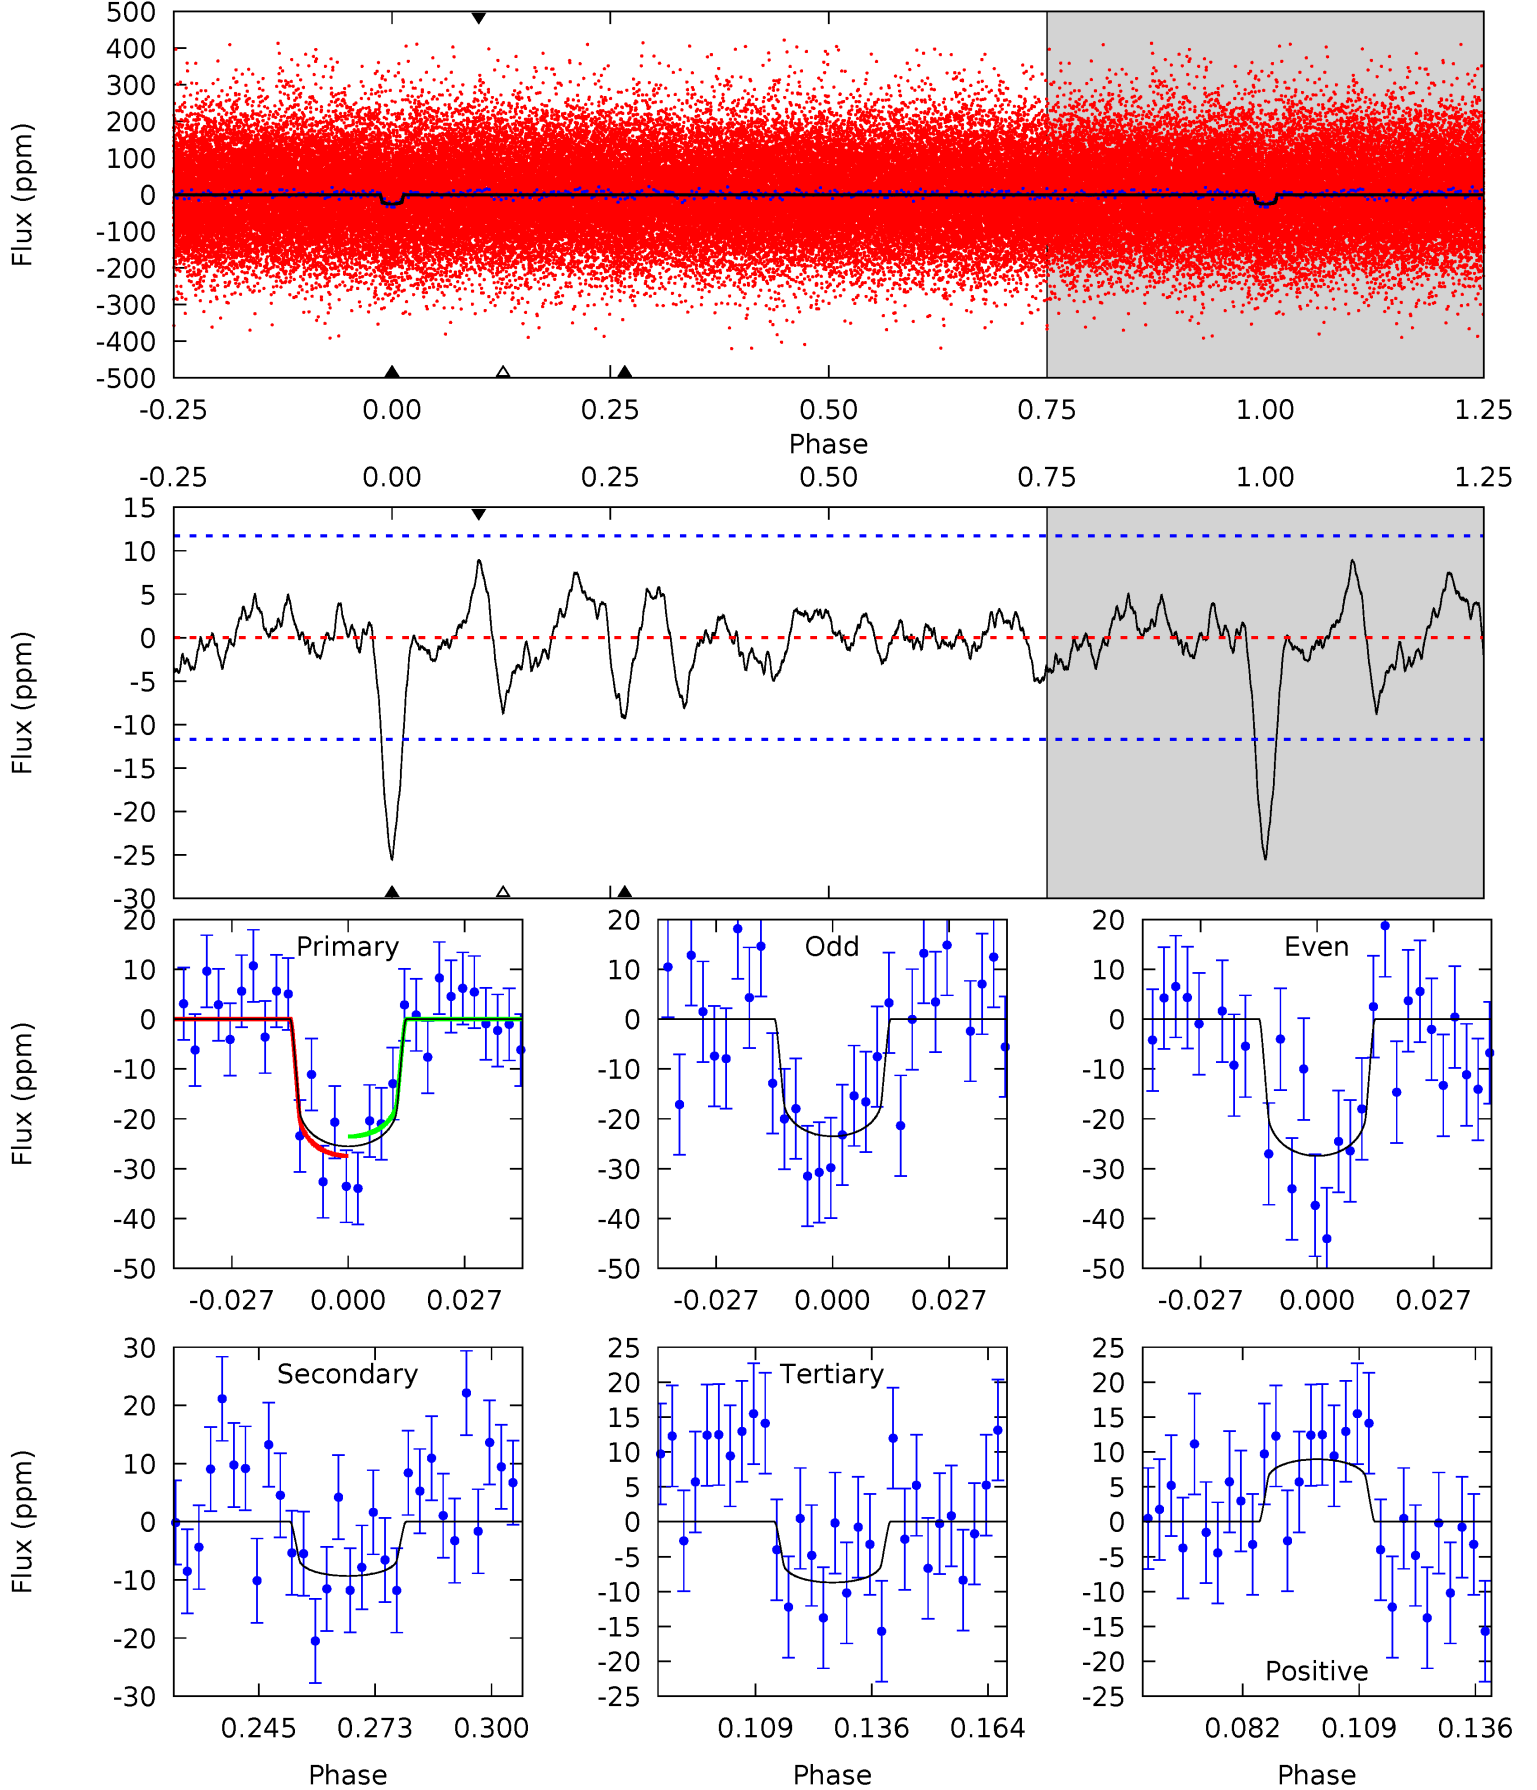 500
400
300
200
100
0
-100
-200
-300
-400
-500
Flux (ppm)
-0.25 0.00 0.25 0.50 0.75 1.00 1.25
Phase
-0.25 0.00 0.25 0.50 0.75 1.00 1.25
15
10
5
0
-5
-10
-15
-20
-25
-30
Flux (ppm)
Primary Odd Even
20 20 20
10 10 10
0 0 0
-10 -10 -10
-20 -20 -20
-30 -30 -30
-40 -40 -40
-50 -50 -50
Flux (ppm)
-0.027 0.000 0.027 -0.027 0.000 0.027 -0.027 0.000 0.027
Secondary Tertiary Positive
30
20
10
0
-10
-20
-30
Flux (ppm)
25
20
15
10
5
0
-5
-10
-15
-20
-25
25
20
15
10
5
0
-5
-10
-15
-20
-25
0.245 0.273 0.300 0.109 0.136 0.164 0.082 0.109 0.136
Phase Phase Phase